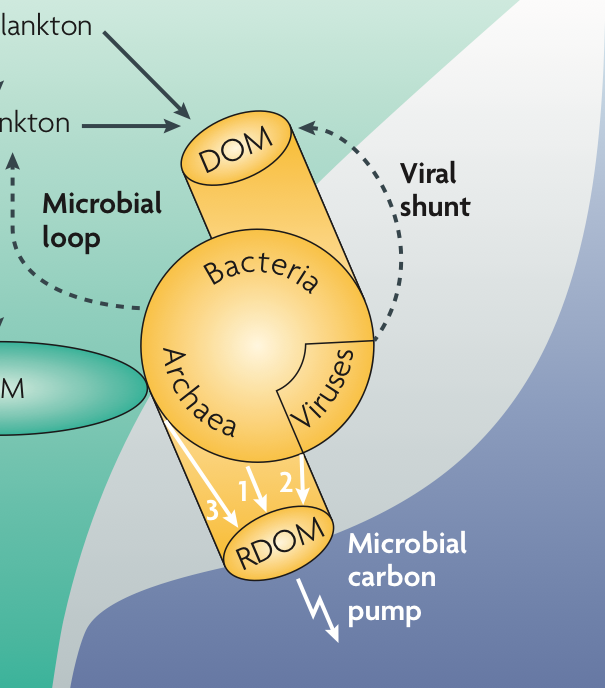 lankton
nkton
DOM
Viral
shunt
Microbial
loop
Bacteria
Archaea
Viruses
M
3
1
2
RDOM
Microbial
carbon
pump